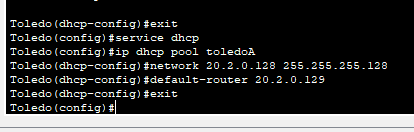 Toledo(dhcp-config)#exit
Toledo(config)#service dhcp
Toledo(config)#ip dhcp pool toledoA
Toledo(dhcp-config)#network 20.2.0.128 255.255.255.128
Toledo(dhcp-config)#default-router 20.2.0.129
Toledo(dhcp-config)#exit
Toledo(config)#